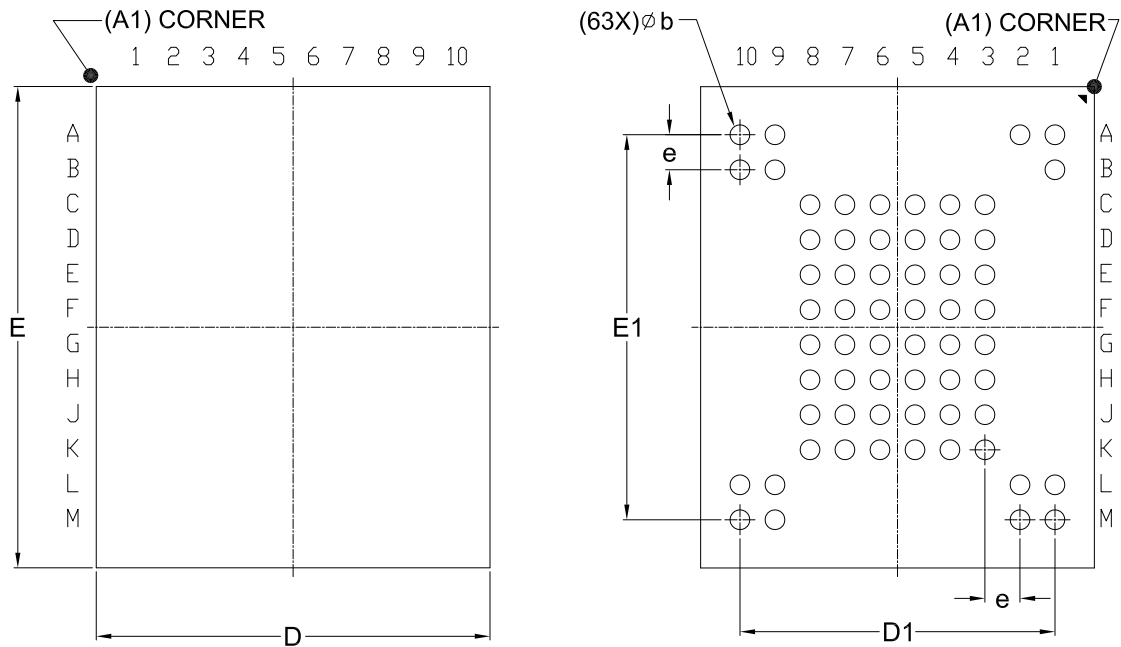 (A1) CORNER
1 2 3 4 5 6 7 8 9 10
A
B
C
D
E
F
G
H
J
K
L
M
E
D
(63X)⌀b
(A1) CORNER
10 9 8 7 6 5 4 3 2 1
e
E1
A
B
C
D
E
F
G
H
J
K
L
M
e
D1